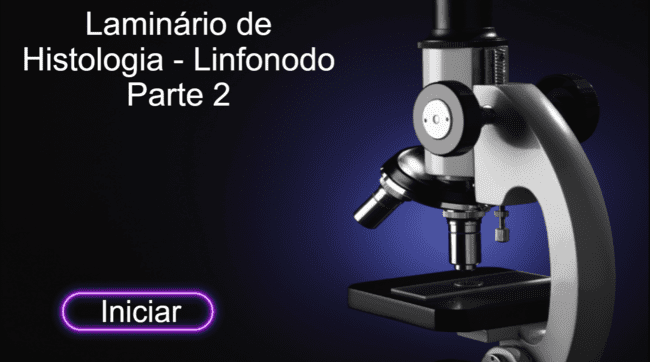 Laminário de
Histologia - Linfonodo
Parte 2
Iniciar